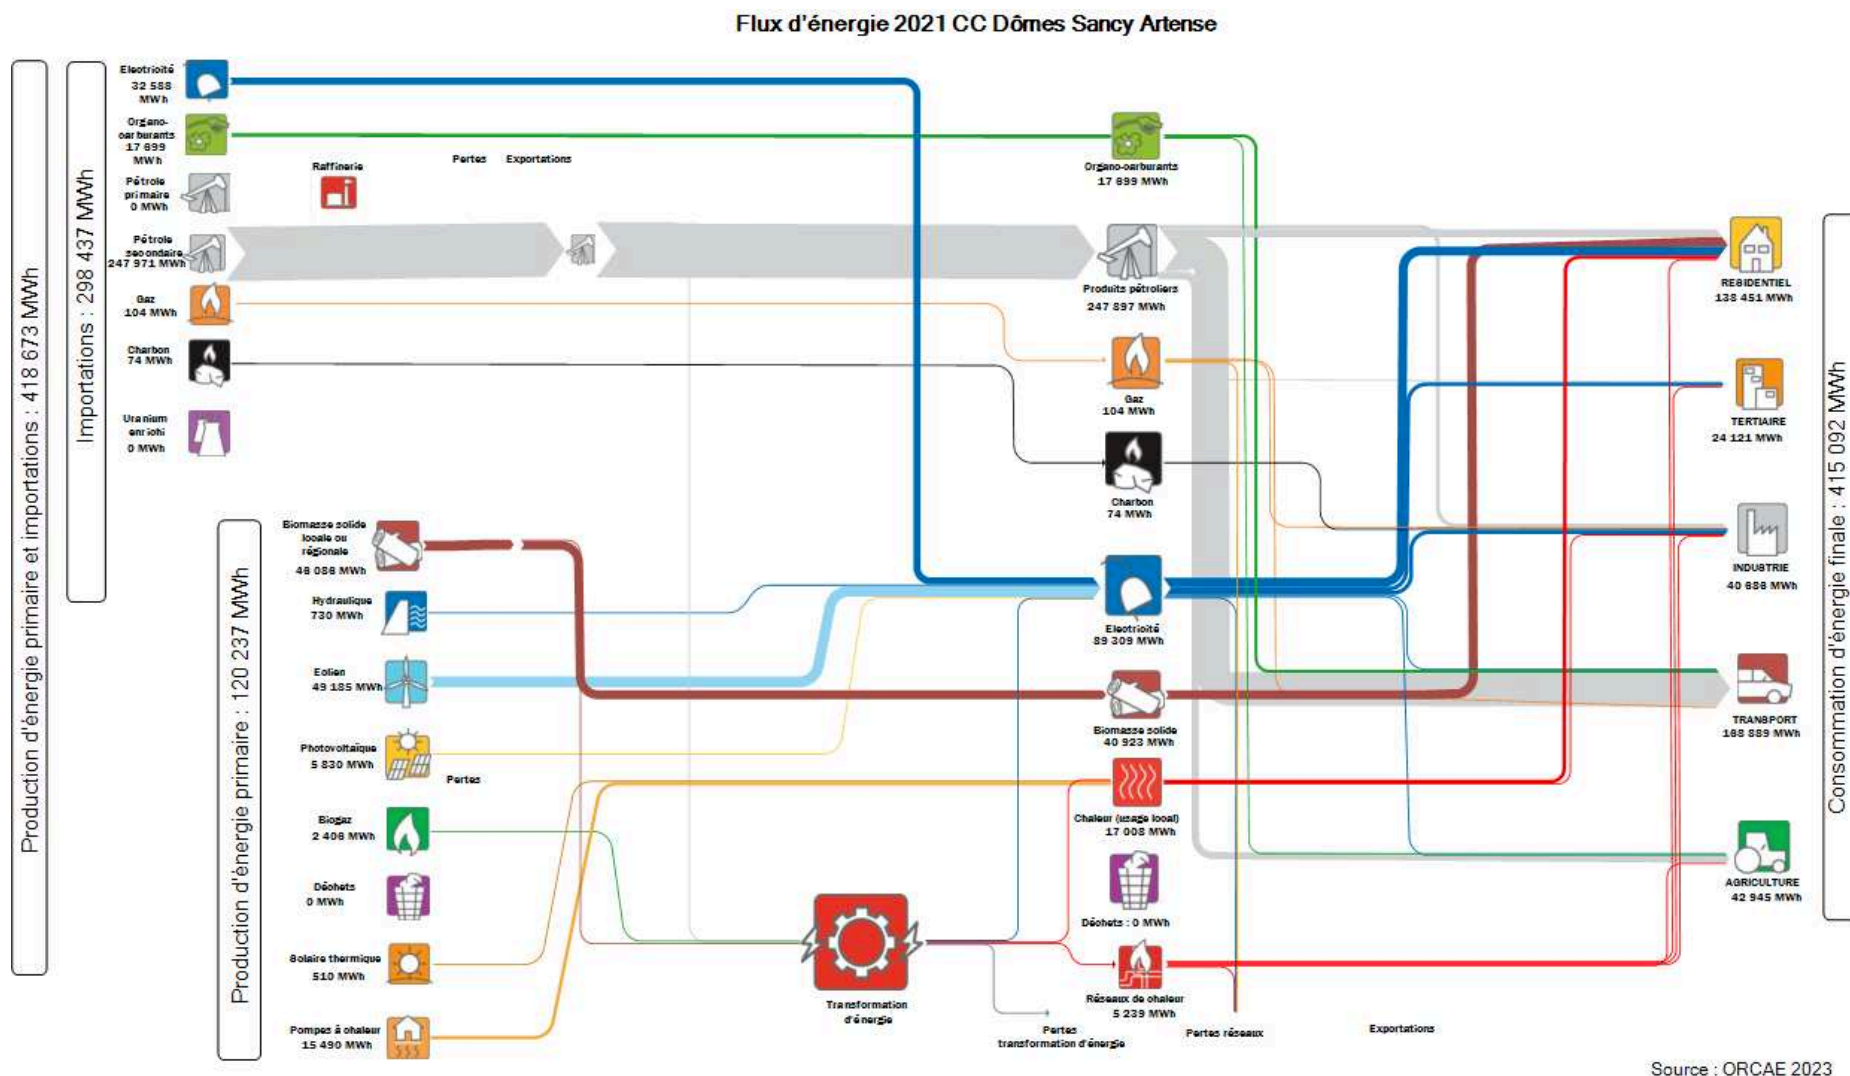 Flux d'énergie 2021 CC Dômes Sancy Artense
Production d'énergie primaire et importations : 418 673 MWh
Importations : 298 437 MWh
Electricité
32 588
MWh
Organo-
carburants
17 699
MWh
Pétrole
primaire
0 MWh
Pétrole
secondaire
247 971 MWh
Gaz
104 MWh
Charbon
74 MWh
Uranium
enrichi
0 MWh
Raffinerie
Pertes
Exportations
Production d'énergie primaire : 120 237 MWh
Biomasse solide
locale ou
régionale
46 086 MWh
Hydraulique
730 MWh
Eolien
49 185 MWh
Photovoltaïque
5 830 MWh
Pertes
Biogaz
2 406 MWh
Déchets
0 MWh
Solaire thermique
510 MWh
Pompes à chaleur
15 490 MWh
Transformation
d'énergie
Organo-carburants
17 699 MWh
Produits pétroliers
247 897 MWh
Gaz
104 MWh
Charbon
74 MWh
Electricité
89 309 MWh
Biomasse solide
40 923 MWh
Chaleur (usage local)
17 008 MWh
Déchets : 0 MWh
Réseaux de chaleur
5 239 MWh
Pertes
transformation d'énergie
Pertes réseaux
Exportations
RESIDENTIEL
138 451 MWh
TERTIAIRE
24 121 MWh
INDUSTRIE
40 686 MWh
TRANSPORT
168 889 MWh
AGRICULTURE
42 945 MWh
Consommation d'énergie finale : 415 092 MWh
Source : ORCAE 2023